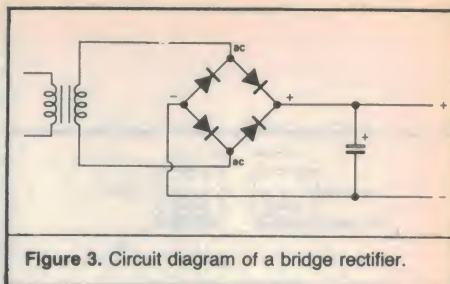 ac
-
+
+
+
ac
-
Figure 3. Circuit diagram of a bridge rectifier.